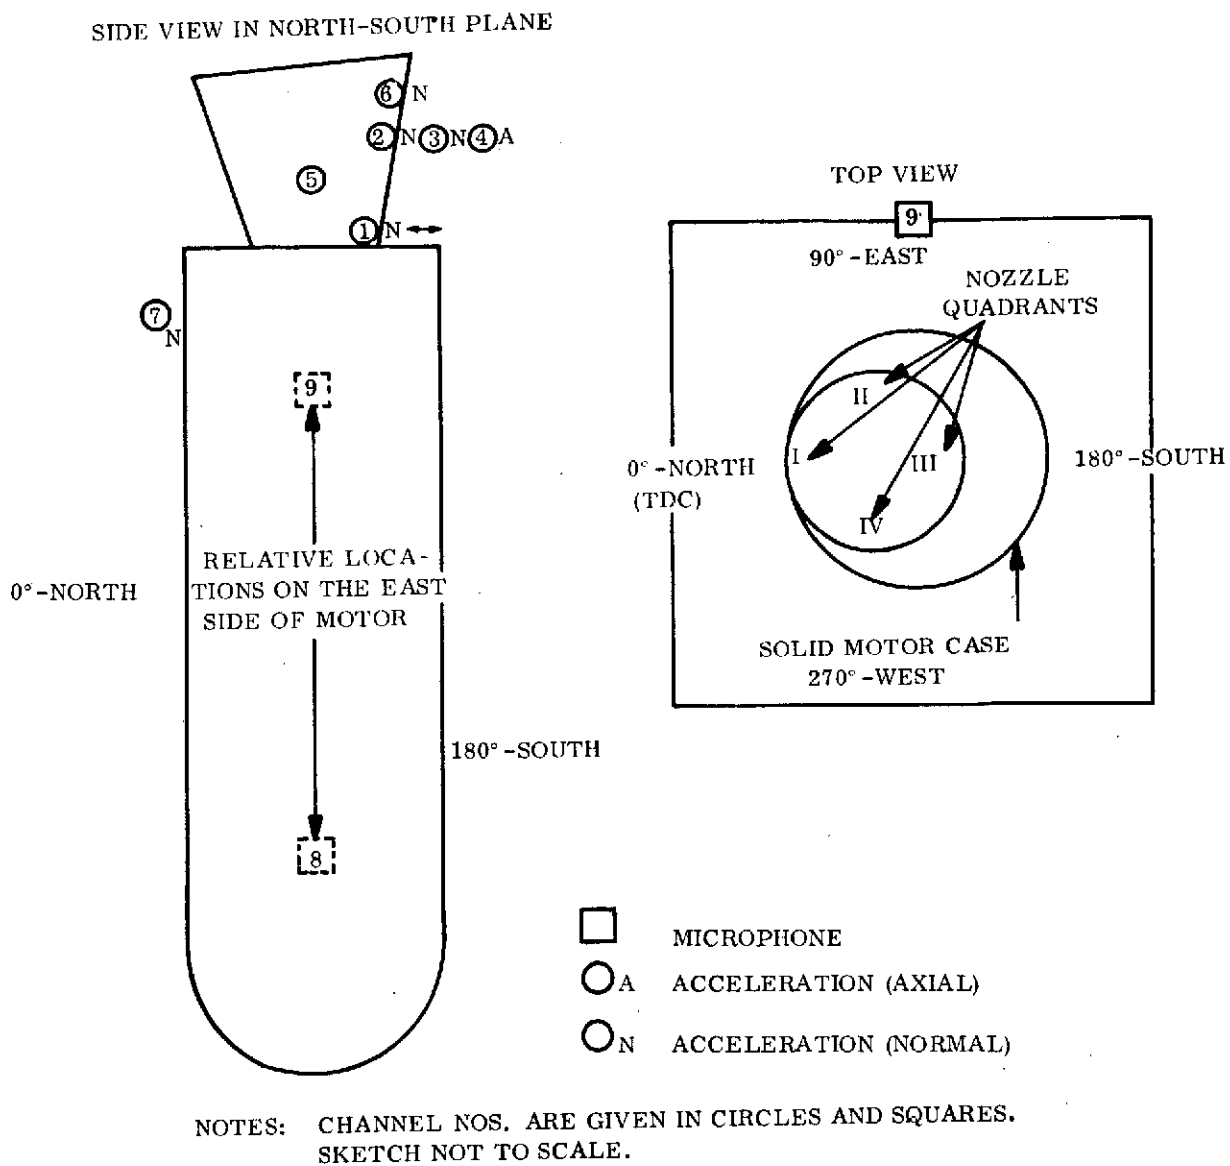 SIDE VIEW IN NORTH-SOUTH PLANE
6 N
2 N 3 N 4 A
5
1 N
7
N
9
RELATIVE LOCA-
TIONS ON THE EAST
SIDE OF MOTOR
0°-NORTH
180°-SOUTH
8
TOP VIEW
9
90°-EAST
NOZZLE
QUADRANTS
II
I
III
IV
0°-NORTH
(TDC)
180°-SOUTH
SOLID MOTOR CASE
270°-WEST
MICROPHONE
A ACCELERATION (AXIAL)
N ACCELERATION (NORMAL)
NOTES: CHANNEL NOS. ARE GIVEN IN CIRCLES AND SQUARES.
SKETCH NOT TO SCALE.